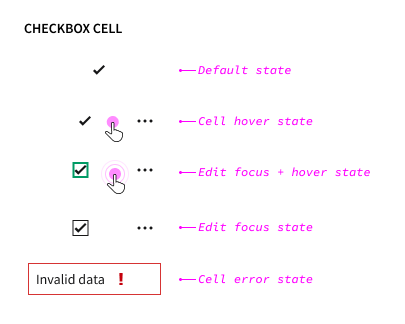 CHECKBOX CELL
Default state
Cell hover state
Edit focus + hover state
Edit focus state
Invalid data !
Cell error state